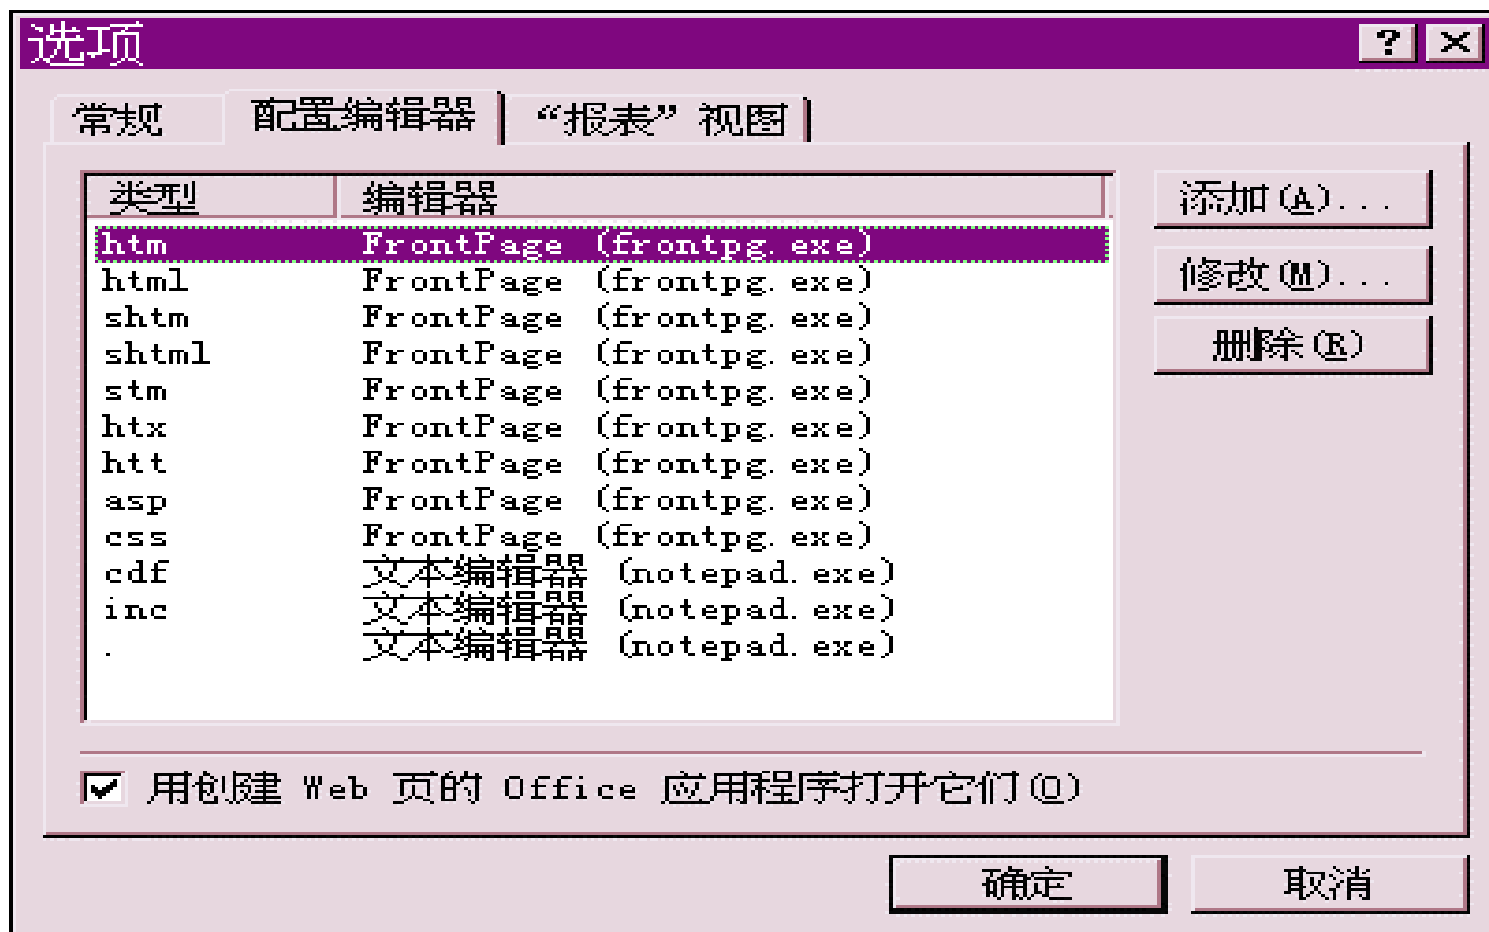 选项
常规 配置编辑器 “报表” 视图
类型 编辑器
htm FrontPage (frontpg.exe)
html FrontPage (frontpg.exe)
shtm FrontPage (frontpg.exe)
shtml FrontPage (frontpg.exe)
stm FrontPage (frontpg.exe)
htx FrontPage (frontpg.exe)
htt FrontPage (frontpg.exe)
asp FrontPage (frontpg.exe)
css FrontPage (frontpg.exe)
cdf 文本编辑器 (notepad.exe)
inc 文本编辑器 (notepad.exe)
. 文本编辑器 (notepad.exe)
添加(A)...
修改(M)...
删除(R)
用创建 Web 页的 Office 应用程序打开它们(O)
确定 取消